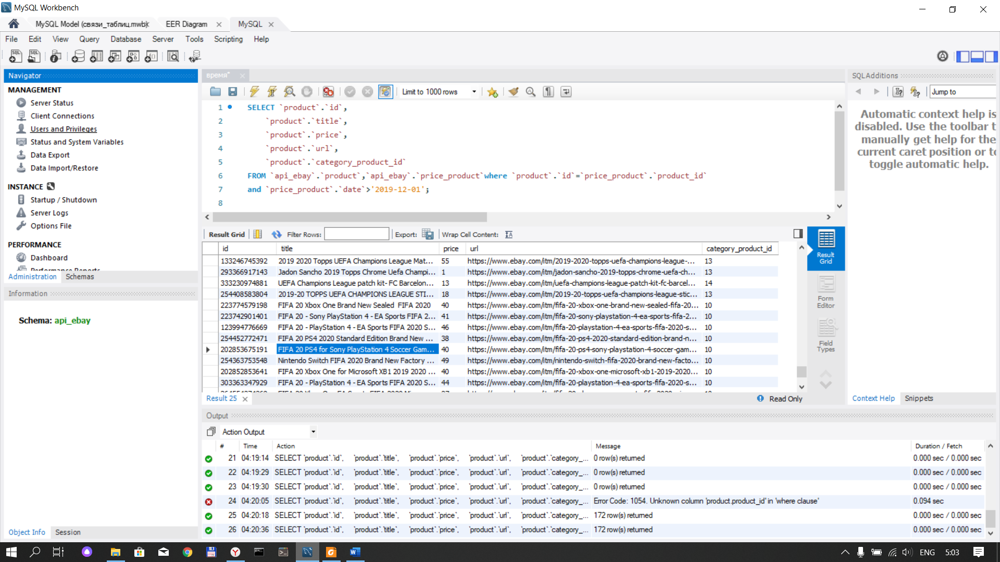 MySQL Workbench
MySQL Model (связи_таблиц.mwb)
EER Diagram
MySQL
File Edit View Query Database Server Tools Scripting Help
Navigator
MANAGEMENT
Server Status
Client Connections
Users and Privileges
Status and System Variables
Data Export
Data Import/Restore
INSTANCE
Startup / Shutdown
Server Logs
Options File
PERFORMANCE
Dashboard
Performance Reports
Administration Schemas
Information
Schema: api_ebay
Object Info Session
время*
Limit to 1000 rows
1 SELECT `product`.`id`,
2 `product`.`title`,
3 `product`.`price`,
4 `product`.`url`,
5 `product`.`category_product_id`
6 FROM `api_ebay`.`product`,`api_ebay`.`price_product`where `product`.`id`=`price_product`.`product_id`
7 and `price_product`.`date`>'2019-12-01';
8
Result Grid Filter Rows: Export: Wrap Cell Content:
id title price url category_product_id
133246745392 2019 2020 Topps UEFA Champions League Mat... 55 https://www.ebay.com/itm/2019-2020-topps-uefa-champions-league-... 13
293366917143 Jadon Sancho 2019 Topps Chrome Uefa Champi... 1 https://www.ebay.com/itm/jadon-sancho-2019-topps-chrome-uefa-ch... 13
333230974881 UEFA Champions League patch kit- FC Barcelon... 13 https://www.ebay.com/itm/uefa-champions-league-patch-kit-fc-barcel... 14
254408583804 2019-20 TOPPS UEFA CHAMPIONS LEAGUE STI... 18 https://www.ebay.com/itm/2019-20-topps-uefa-champions-league-stic... 13
223774579198 FIFA 20 Xbox One Brand New Sealed FIFA 2020 40 https://www.ebay.com/itm/fifa-20-xbox-one-brand-new-sealed-fifa-20... 10
223742901401 FIFA 20 - Sony PlayStation 4 - EA Sports FIFA 2... 41 https://www.ebay.com/itm/fifa-20-sony-playstation-4-ea-sports-fifa-2... 10
123994776669 FIFA 20 - PlayStation 4 - EA Sports FIFA 2020 S... 46 https://www.ebay.com/itm/fifa-20-playstation-4-ea-sports-fifa-2020-s... 10
254452772471 FIFA 20 PS4 2020 Standard Edition Brand New ... 38 https://www.ebay.com/itm/fifa-20-ps4-2020-standard-edition-brand-n... 10
202853675191 FIFA 20 PS4 for Sony PlayStation 4 Soccer Gam... 40 https://www.ebay.com/itm/fifa-20-ps4-sony-playstation-4-soccer-gam... 10
254363753548 Nintendo Switch FIFA 2020 Brand New Factory ... 49 https://www.ebay.com/itm/nintendo-switch-fifa-2020-brand-new-facto... 10
202852853641 FIFA 20 Xbox One for Microsoft XB1 2019 2020 ... 40 https://www.ebay.com/itm/fifa-20-xbox-one-microsoft-xb1-2019-2020... 10
303363347929 FIFA 20 - PlayStation 4 - EA Sports FIFA 2020 S... 44 https://www.ebay.com/itm/fifa-20-playstation-4-ea-sports-fifa-2020-s... 10
Result 25
Read Only
Result Grid
Form Editor
Field Types
SQLAdditions
Jump to
Automatic context help is
disabled. Use the toolbar t
manually get help for the
current caret position or to
toggle automatic help.
Context Help Snippets
Output
Action Output
# Time Action Message Duration / Fetch
21 04:19:14 SELECT `product`.`id`, `product`.`title`, `product`.`price`, `product`.`url`, `product`.`category_... 0 row(s) returned 0.000 sec / 0.000 sec
22 04:19:29 SELECT `product`.`id`, `product`.`title`, `product`.`price`, `product`.`url`, `product`.`category_... 0 row(s) returned 0.000 sec / 0.000 sec
23 04:19:30 SELECT `product`.`id`, `product`.`title`, `product`.`price`, `product`.`url`, `product`.`category_... 0 row(s) returned 0.000 sec / 0.000 sec
24 04:20:05 SELECT `product`.`id`, `product`.`title`, `product`.`price`, `product`.`url`, `product`.`category_... Error Code: 1054. Unknown column 'product.product_id' in 'where clause' 0.094 sec
25 04:20:18 SELECT `product`.`id`, `product`.`title`, `product`.`price`, `product`.`url`, `product`.`category_... 172 row(s) returned 0.000 sec / 0.000 sec
26 04:20:36 SELECT `product`.`id`, `product`.`title`, `product`.`price`, `product`.`url`, `product`.`category_... 172 row(s) returned 0.000 sec / 0.000 sec
ENG 5:03